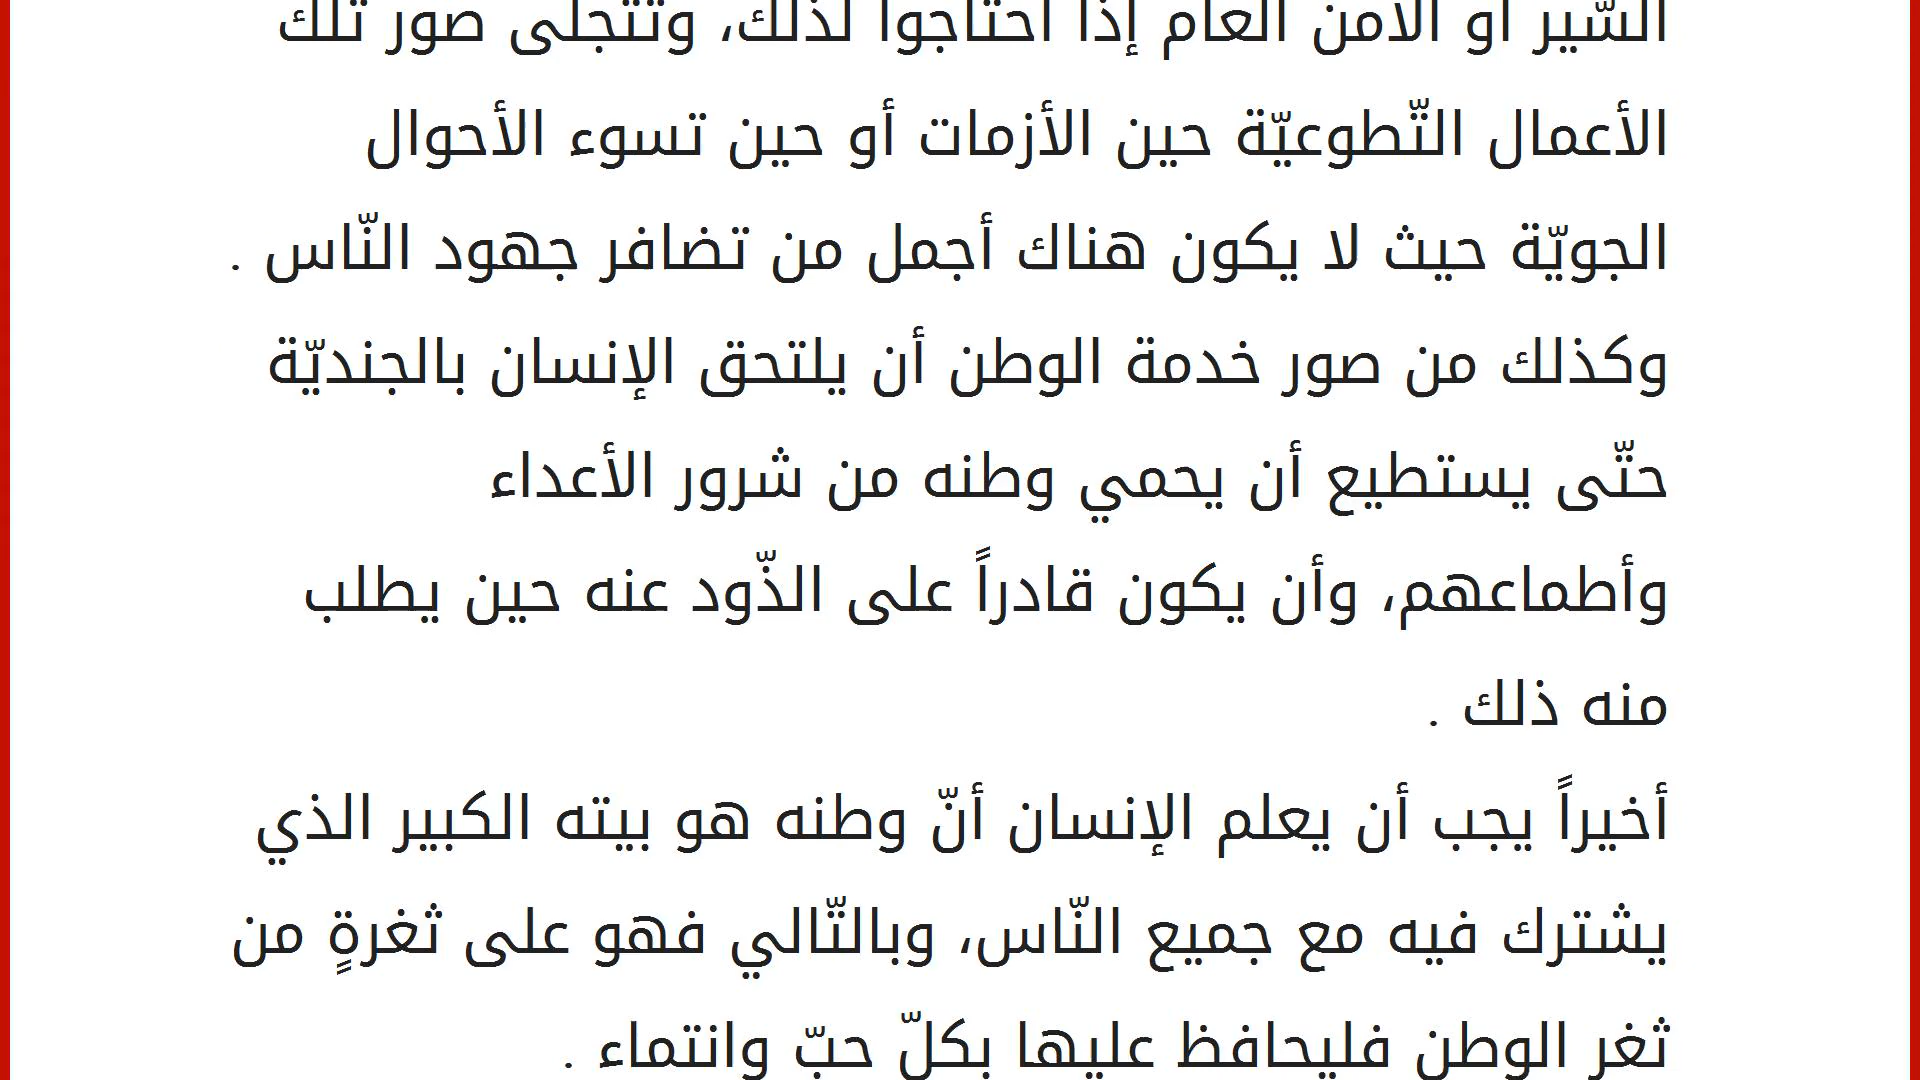 السّير أو الأمن العام إذا احتاجوا لذلك، وتتجلى صور تلك
الأعمال التّطوعيّة حين الأزمات أو حين تسوء الأحوال
الجويّة حيث لا يكون هناك أجمل من تضافر جهود النّاس .
وكذلك من صور خدمة الوطن أن يلتحق الإنسان بالجنديّة
حتّى يستطيع أن يحمي وطنه من شرور الأعداء
وأطماعهم، وأن يكون قادراً على الذّود عنه حين يطلب
منه ذلك .
أخيراً يجب أن يعلم الإنسان أنّ وطنه هو بيته الكبير الذي
يشترك فيه مع جميع النّاس، وبالتّالي فهو على ثغرةٍ من
ثغر الوطن فليحافظ عليها بكلّ حبّ وانتماء .